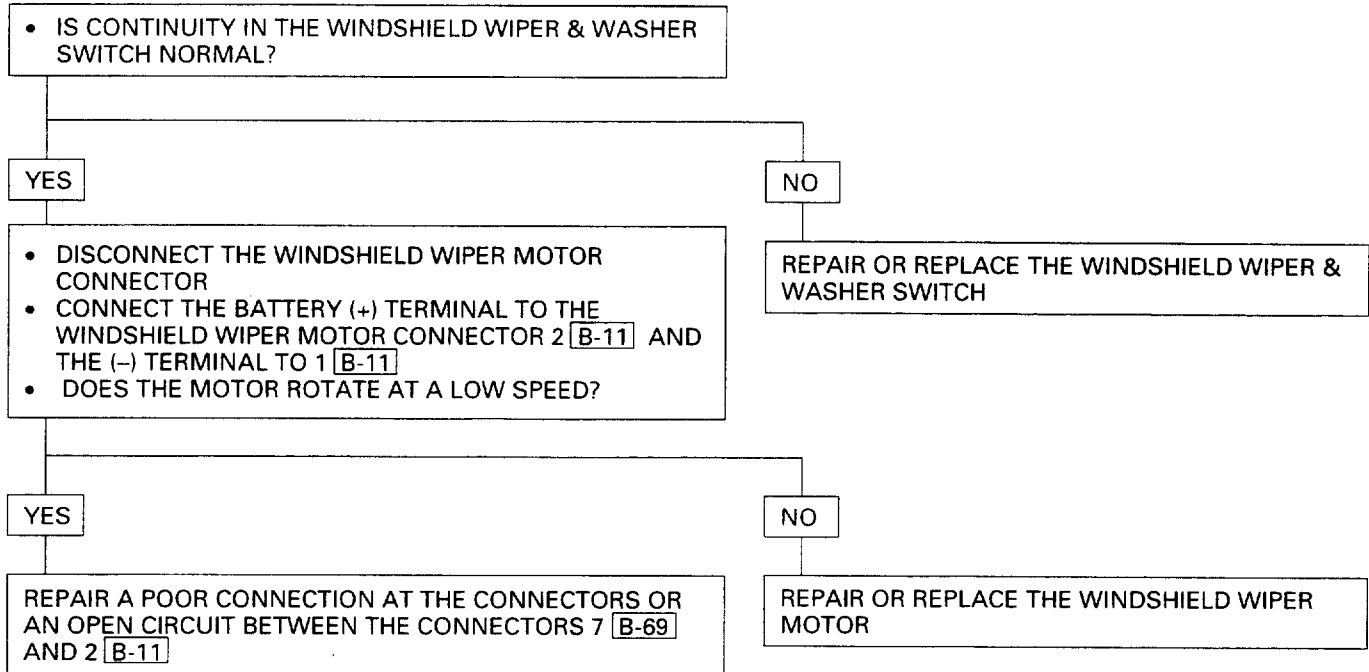 • IS CONTINUITY IN THE WINDSHIELD WIPER & WASHER
SWITCH NORMAL?
YES
NO
• DISCONNECT THE WINDSHIELD WIPER MOTOR
CONNECTOR
• CONNECT THE BATTERY (+) TERMINAL TO THE
WINDSHIELD WIPER MOTOR CONNECTOR 2 B-11 AND
THE (–) TERMINAL TO 1 B-11
• DOES THE MOTOR ROTATE AT A LOW SPEED?
REPAIR OR REPLACE THE WINDSHIELD WIPER &
WASHER SWITCH
YES
NO
REPAIR A POOR CONNECTION AT THE CONNECTORS OR
AN OPEN CIRCUIT BETWEEN THE CONNECTORS 7 B-69
AND 2 B-11
REPAIR OR REPLACE THE WINDSHIELD WIPER
MOTOR